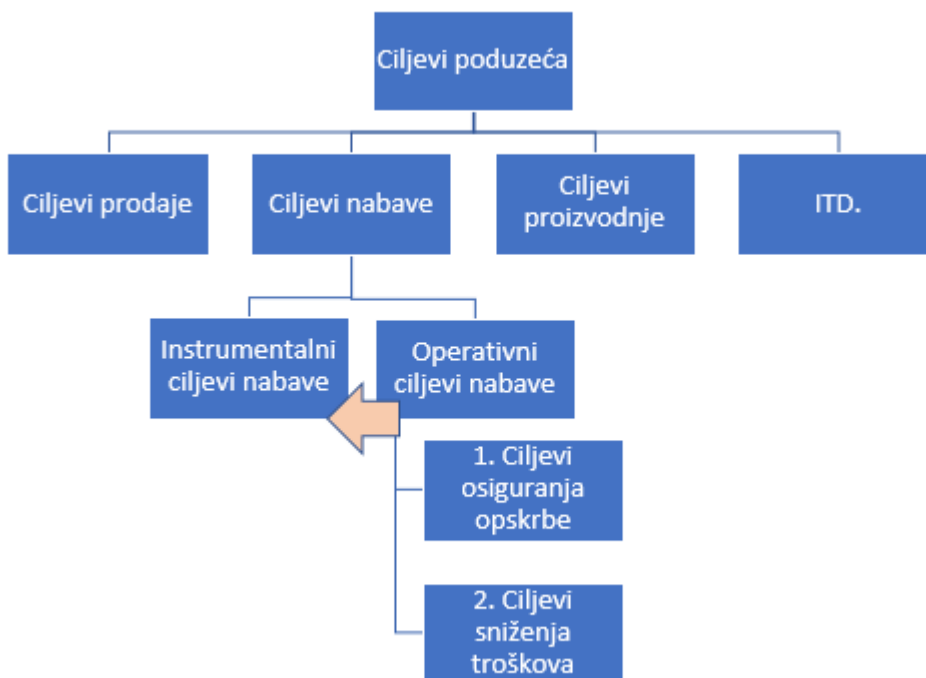 Ciljevi poduzeća
Ciljevi prodaje
Ciljevi nabave
Ciljevi
proizvodnje
ITD.
Instrumentalni
ciljevi nabave
Operativni
ciljevi nabave
1. Ciljevi
osiguranja
opskrbe
2. Ciljevi
sniženja
troškova